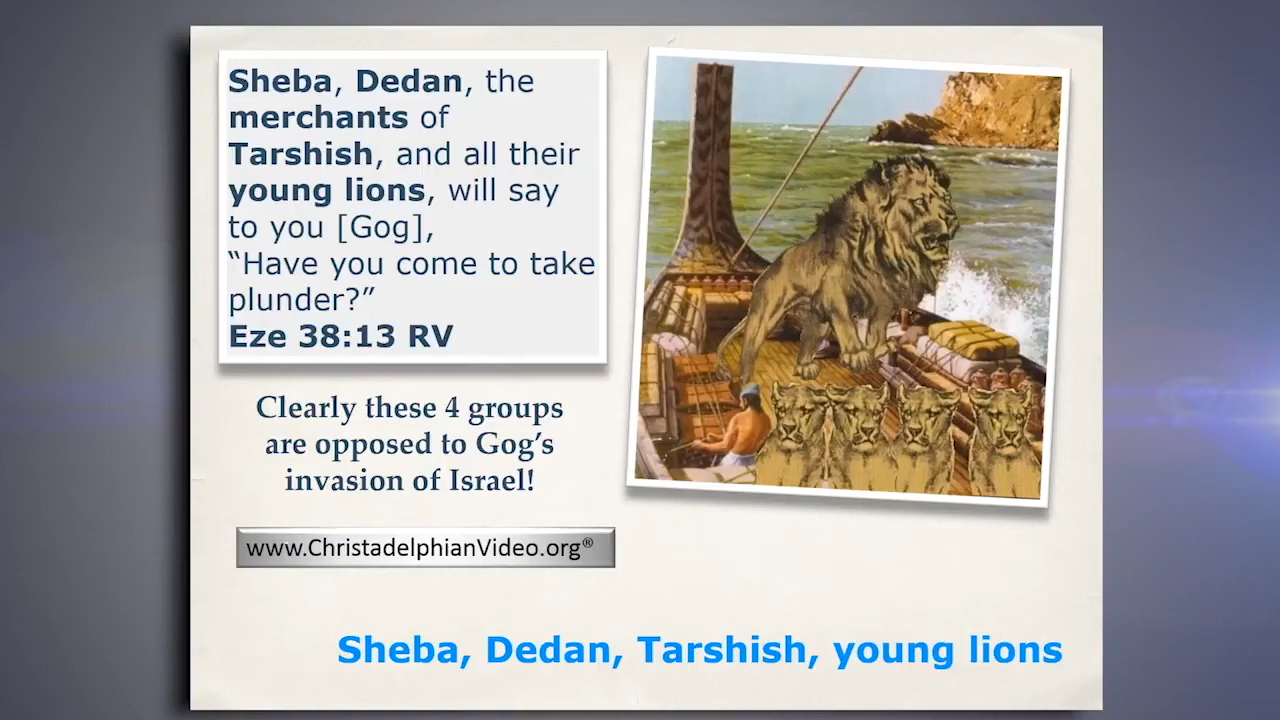 Sheba, Dedan, the
merchants of
Tarshish, and all their
young lions, will say
to you [Gog],
“Have you come to take
plunder?”
Eze 38:13 RV
Clearly these 4 groups
are opposed to Gog’s
invasion of Israel!
www.ChristadelphianVideo.org®
Sheba, Dedan, Tarshish, young lions